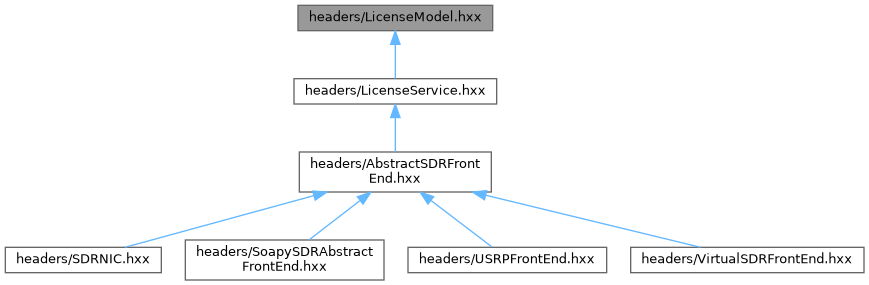 headers/LicenseModel.hxx
headers/LicenseService.hxx
headers/AbstractSDRFront
End.hxx
headers/SDRNIC.hxx
headers/SoapySDRAbstract
FrontEnd.hxx
headers/USRPFrontEnd.hxx
headers/VirtualSDRFrontEnd.hxx